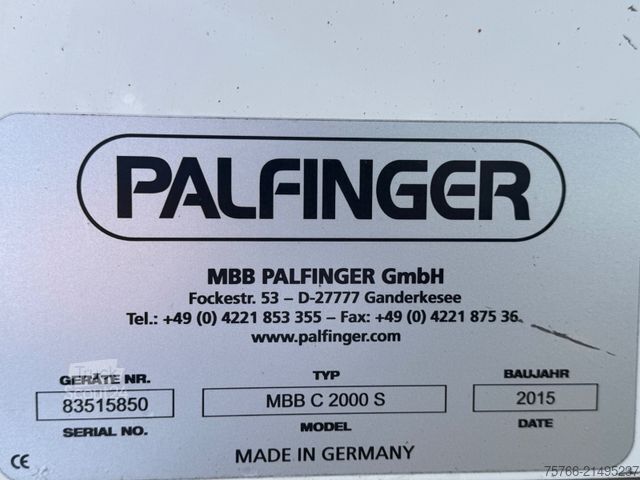 PALFINGER
MBB PALFINGER GmbH
Fockestr. 53 – D-27777 Ganderkesee
Tel.: +49 (0) 4221 853 355 – Fax: +49 (0) 4221 875 36
www.palfinger.com
GERÄTE NR. TYP BAUJAHR
83515850 MBB C 2000 S 2015
SERIAL NO. MODEL DATE
CE MADE IN GERMANY
Truck
Scout24
75766-21495237